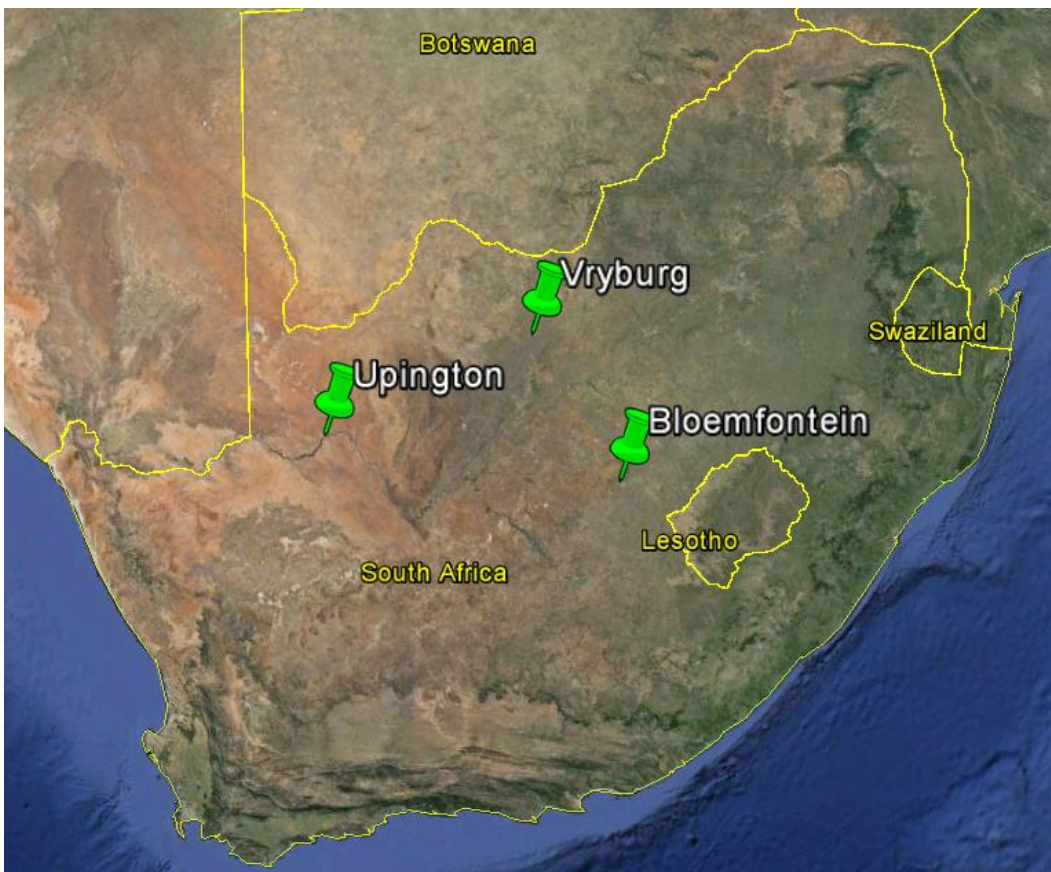 Botswana
Vryburg
Swaziland
Upington
Bloemfontein
Lesotho
South Africa